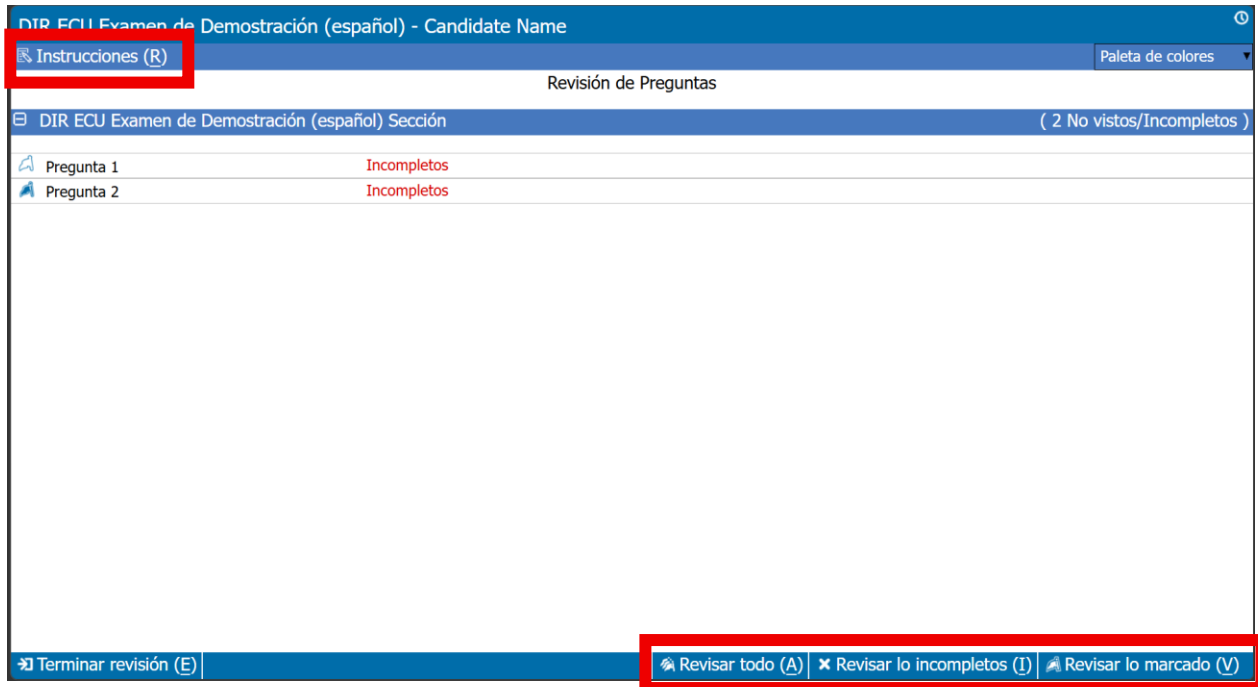 DIR ECU Examen de Demostración (español) - Candidate Name
Instrucciones (R)
Paleta de colores
Revisión de Preguntas
DIR ECU Examen de Demostración (español) Sección ( 2 No vistos/Incompletos )
Pregunta 1 Incompletos
Pregunta 2 Incompletos
Terminar revisión (E) Revisar todo (A) Revisar lo incompletos (I) Revisar lo marcado (V)